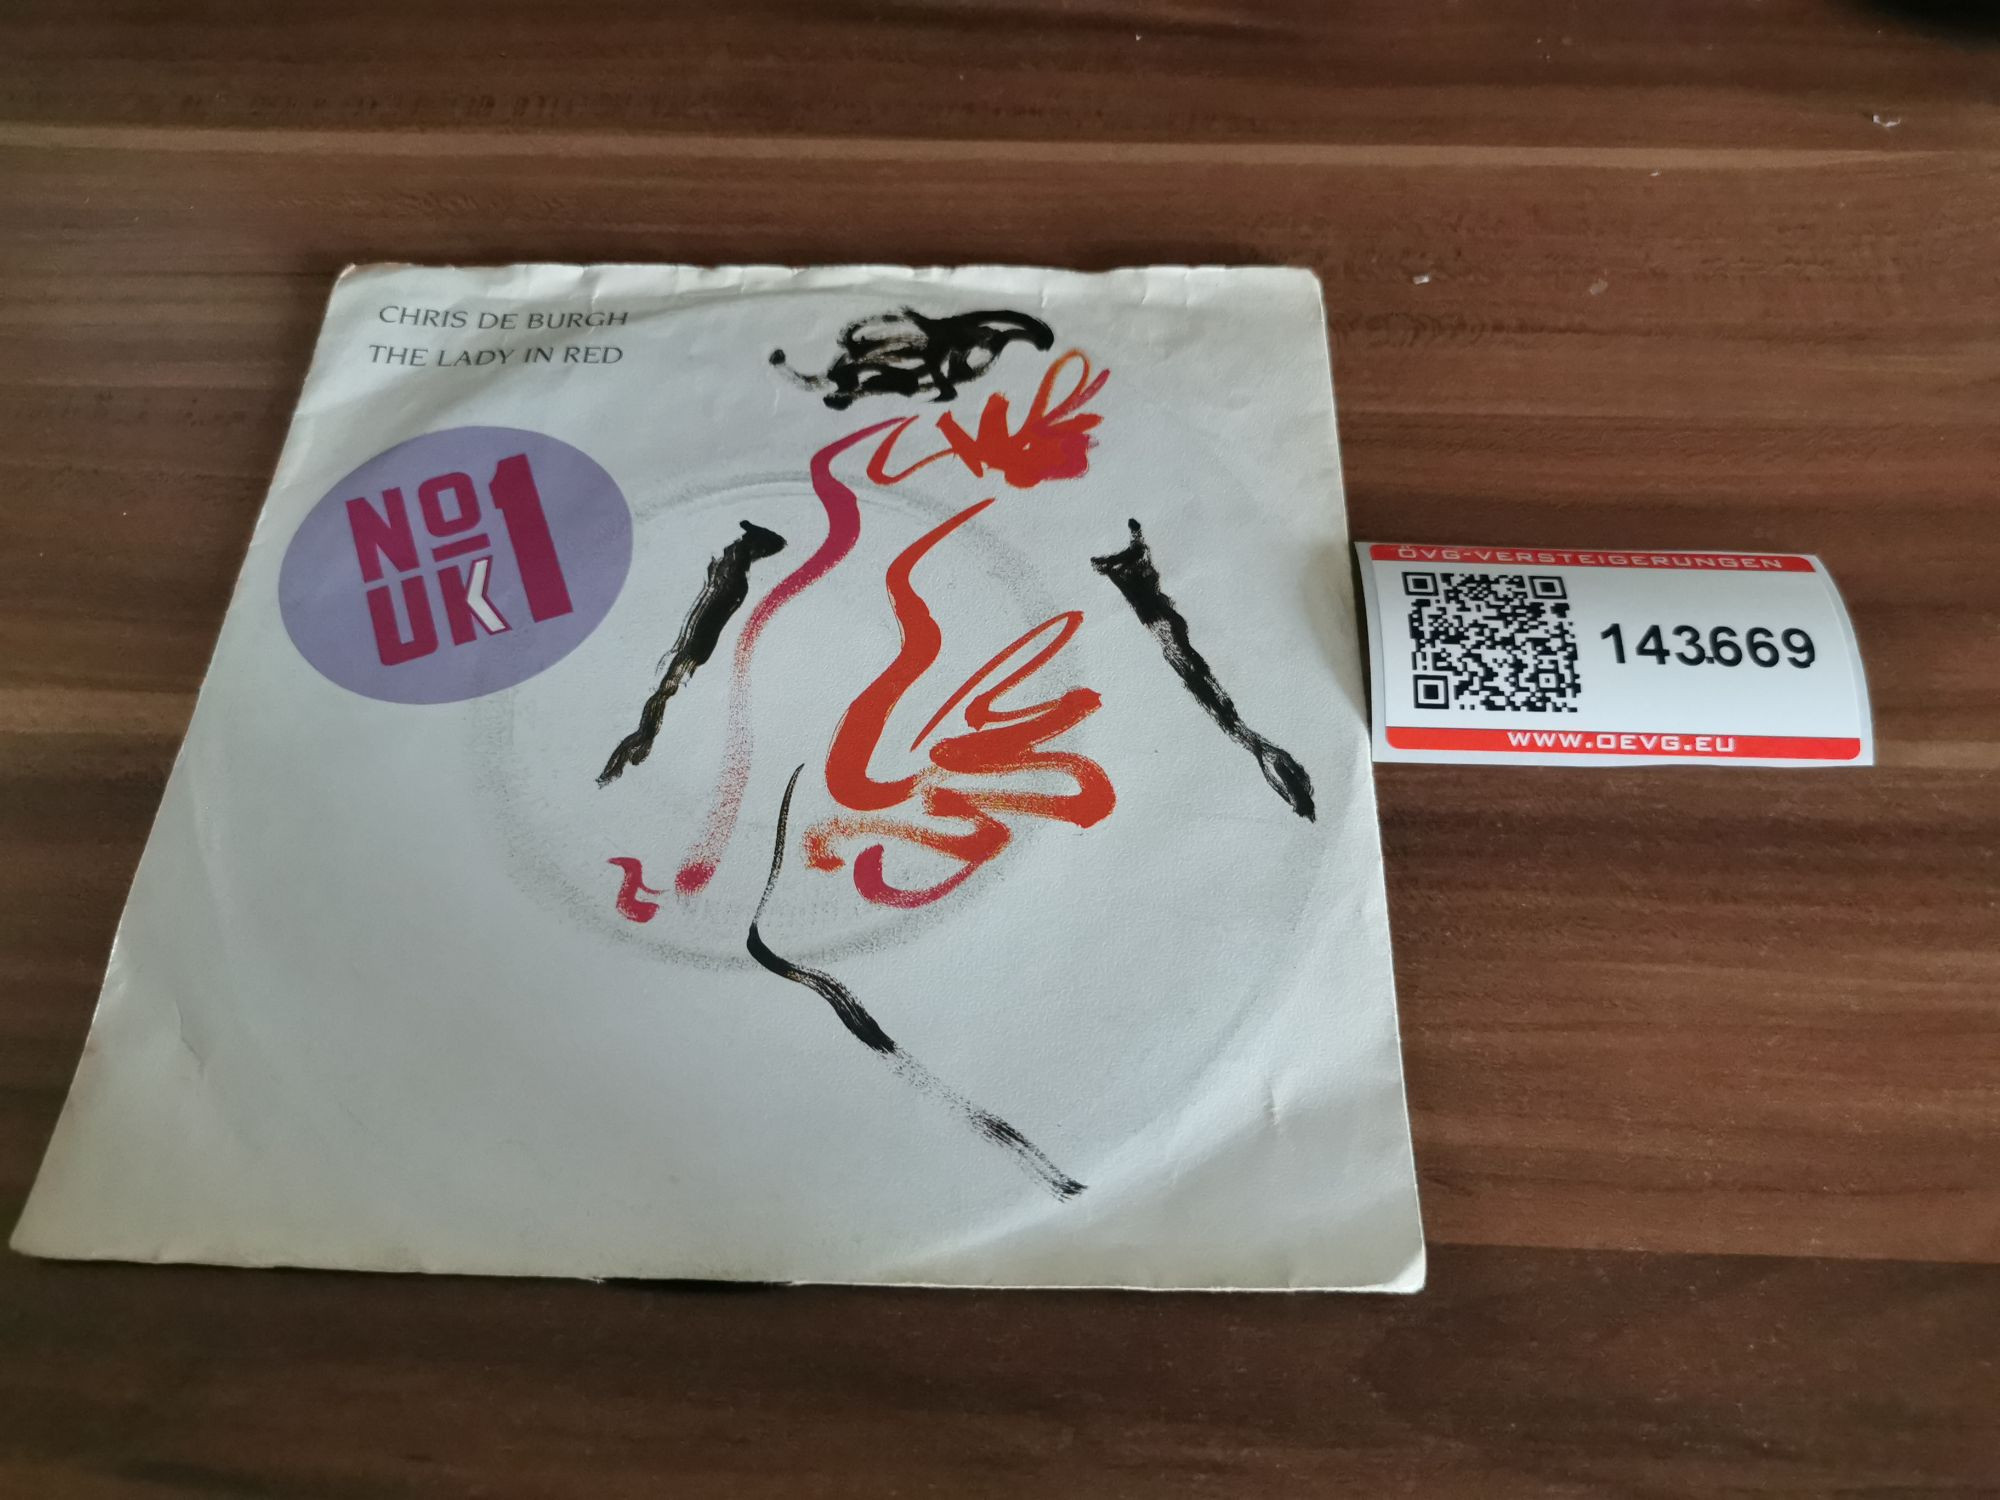 CHRIS DE BURGH
THE LADY IN RED
No 1
UK
ÖVG-VERSTEIGERUNGEN
143.669
WWW.OEVG.EU